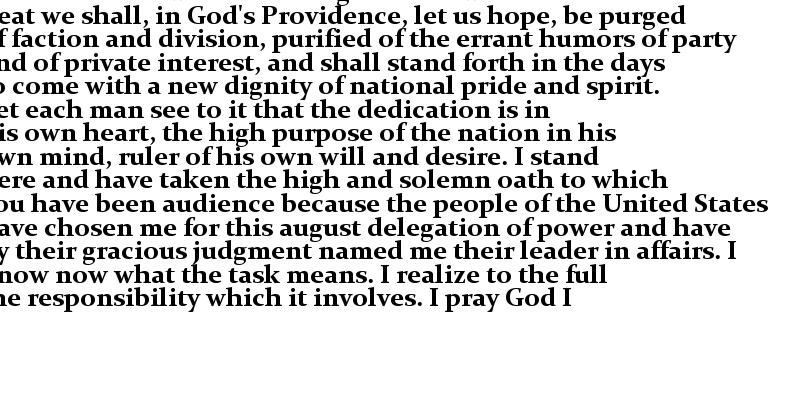 eat we shall, in God's Providence, let us hope, be purged
f faction and division, purified of the errant humors of party
nd of private interest, and shall stand forth in the days
o come with a new dignity of national pride and spirit.
et each man see to it that the dedication is in
is own heart, the high purpose of the nation in his
wn mind, ruler of his own will and desire. I stand
ere and have taken the high and solemn oath to which
ou have been audience because the people of the United States
ave chosen me for this august delegation of power and have
y their gracious judgment named me their leader in affairs. I
now now what the task means. I realize to the full
he responsibility which it involves. I pray God I